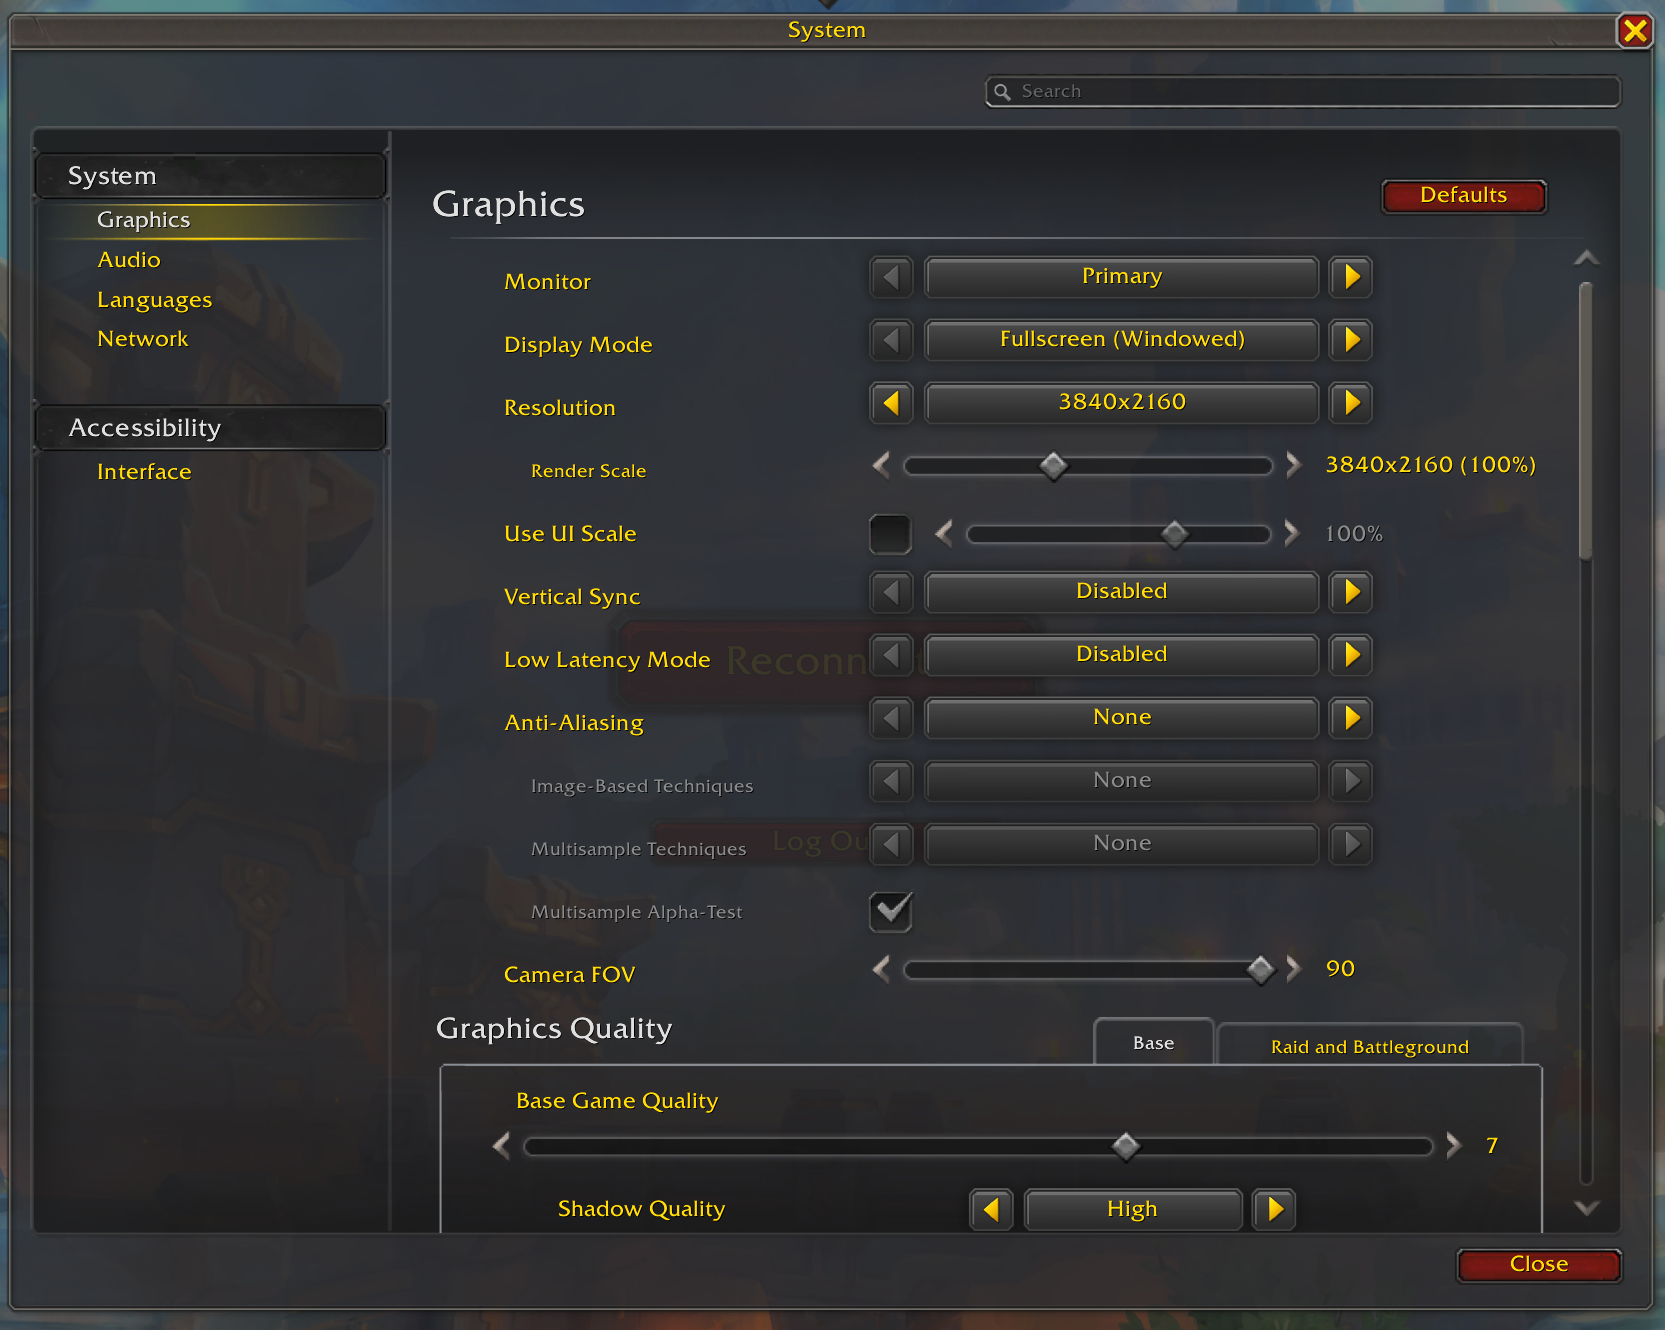 System
Search
System
Graphics
Audio
Languages
Network
Accessibility
Interface
Graphics
Defaults
Monitor
Primary
Display Mode
Fullscreen (Windowed)
Resolution
3840x2160
Render Scale
3840x2160 (100%)
Use UI Scale
100%
Vertical Sync
Disabled
Low Latency Mode
Disabled
Anti-Aliasing
None
Image-Based Techniques
None
Multisample Techniques
None
Multisample Alpha-Test
Camera FOV
90
Graphics Quality
Base
Raid and Battleground
Base Game Quality
7
Shadow Quality
High
Close